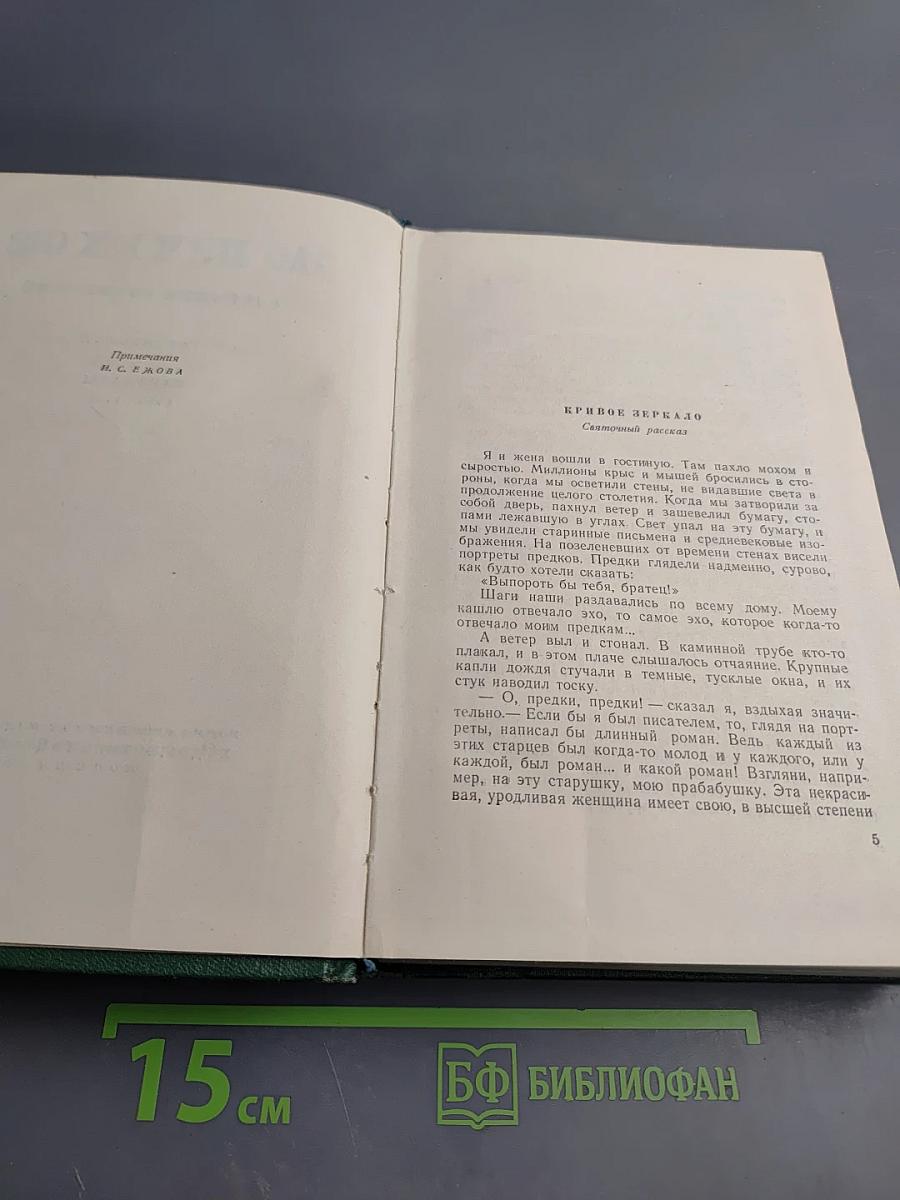 Примечания
И. С. ЕЖОВА
КРИВОЕ ЗЕРКАЛО
Святочный рассказ
Я и жена вошли в гостиную. Там пахло мохом и
сыростью. Миллионы крыс и мышей бросились в сто-
роны, когда мы осветили стены, не видавшие света в
продолжение целого столетия. Когда мы затворили за
собой дверь, пахнул ветер и зашевелил бумагу, сто-
пами лежавшую в углах. Свет упал на эту бумагу, и
мы увидели старинные письмена и средневековые изо-
бражения. На позеленевших от времени стенах висели
портреты предков. Предки глядели надменно, сурово,
как будто хотели сказать:
«Выпороть бы тебя, братец!»
Шаги наши раздавались по всему дому. Моему
кашлю отвечало эхо, то самое эхо, которое когда-то
отвечало моим предкам...
А ветер выл и стонал. В каминной трубе кто-то
плакал, и в этом плаче слышалось отчаяние. Крупные
капли дождя стучали в темные, тусклые окна, и их
стук наводил тоску.
— О, предки, предки! — сказал я, вздыхая значи-
тельно.— Если бы я был писателем, то, глядя на порт-
реты, написал бы длинный роман. Ведь каждый из
этих старцев был когда-то молод и у каждого, или у
каждой, был роман... и какой роман! Взгляни, напри-
мер, на эту старушку, мою прабабушку. Эта некраси-
вая, уродливая женщина имеет свою, в высшей степени
5
15 см
БФ БИБЛИОФАН